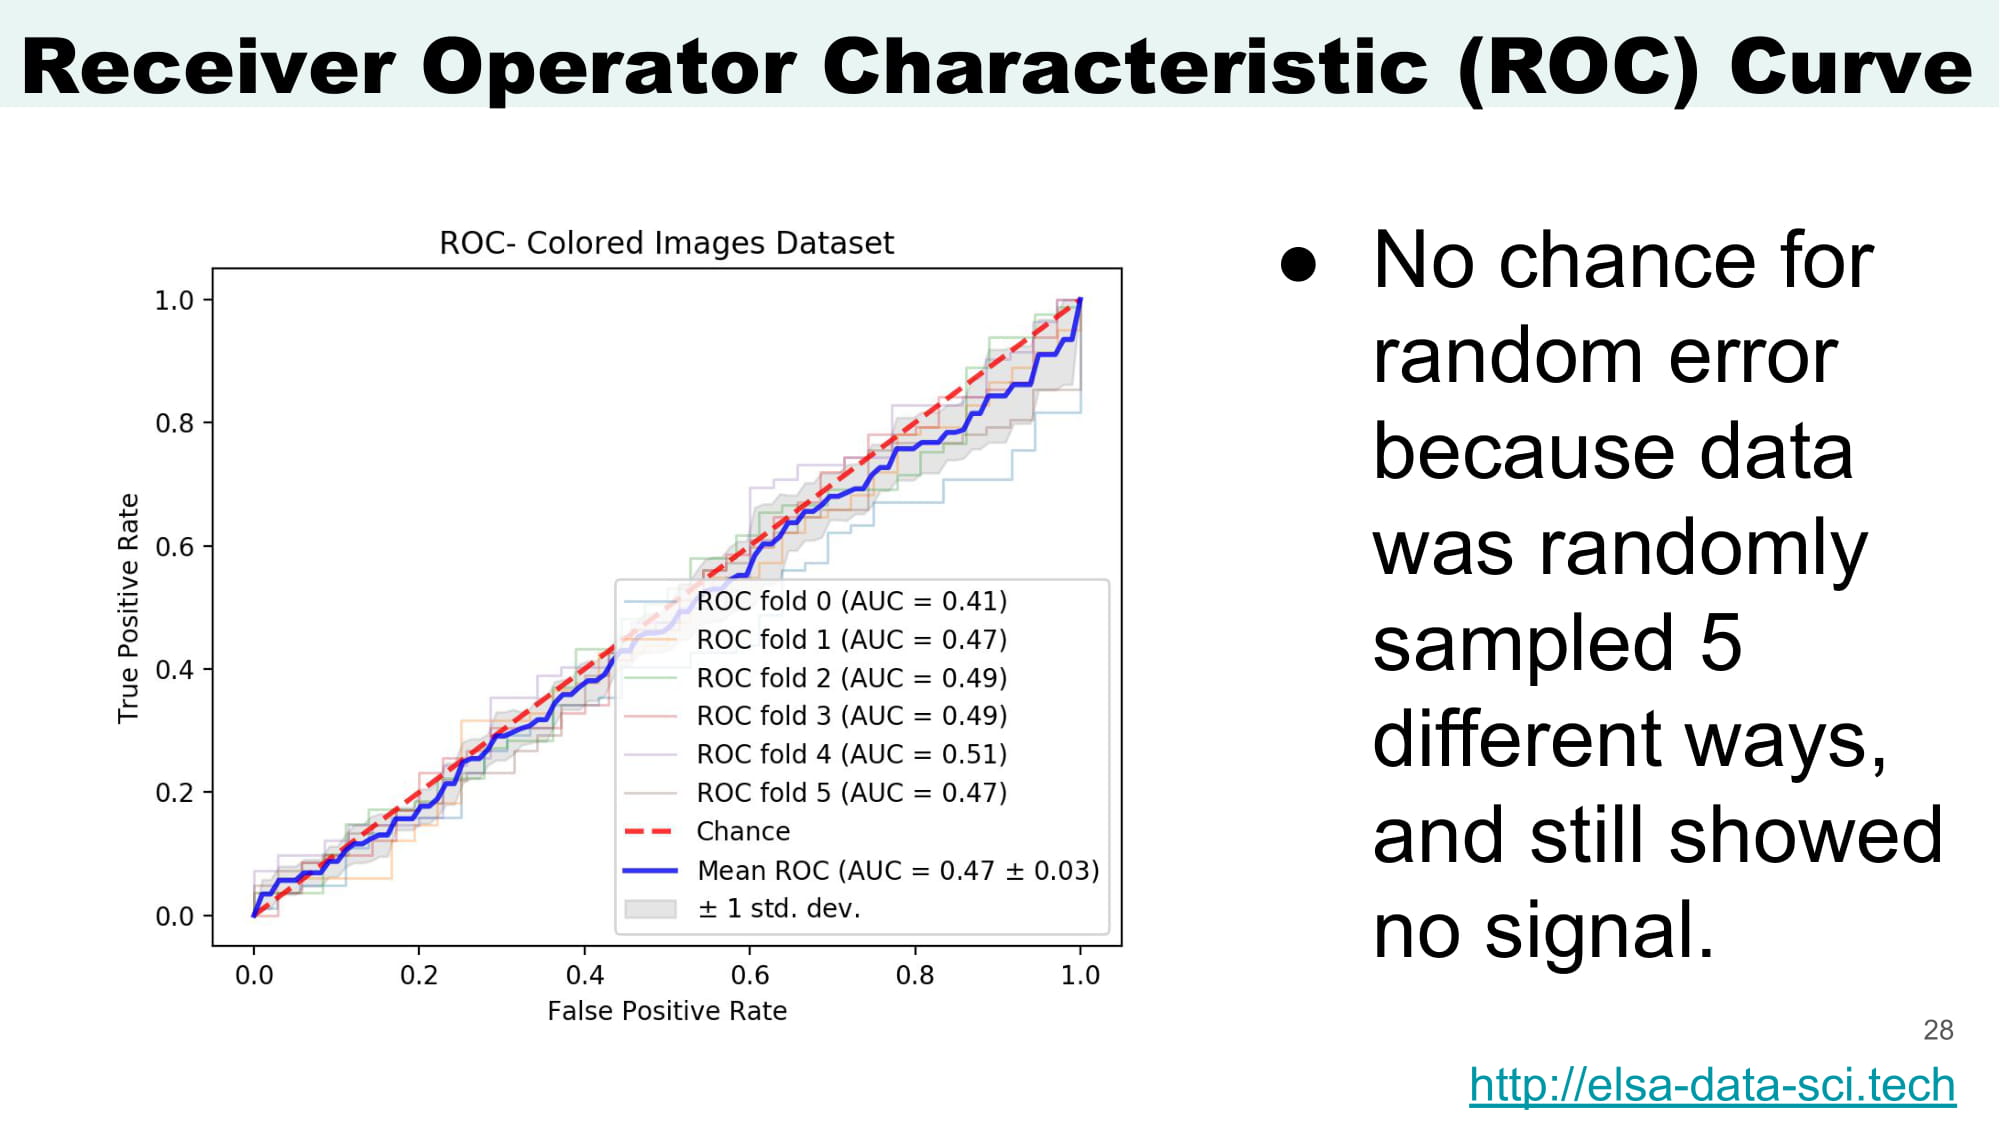 Receiver Operator Characteristic (ROC) Curve
ROC- Colored Images Dataset
1.0
0.8
0.6
0.4
0.2
0.0
True Positive Rate
0.0 0.2 0.4 0.6 0.8 1.0
False Positive Rate
ROC fold 0 (AUC = 0.41)
ROC fold 1 (AUC = 0.47)
ROC fold 2 (AUC = 0.49)
ROC fold 3 (AUC = 0.49)
ROC fold 4 (AUC = 0.51)
ROC fold 5 (AUC = 0.47)
Chance
Mean ROC (AUC = 0.47 ± 0.03)
± 1 std. dev.
● No chance for
random error
because data
was randomly
sampled 5
different ways,
and still showed
no signal.
28
http://elsa-data-sci.tech